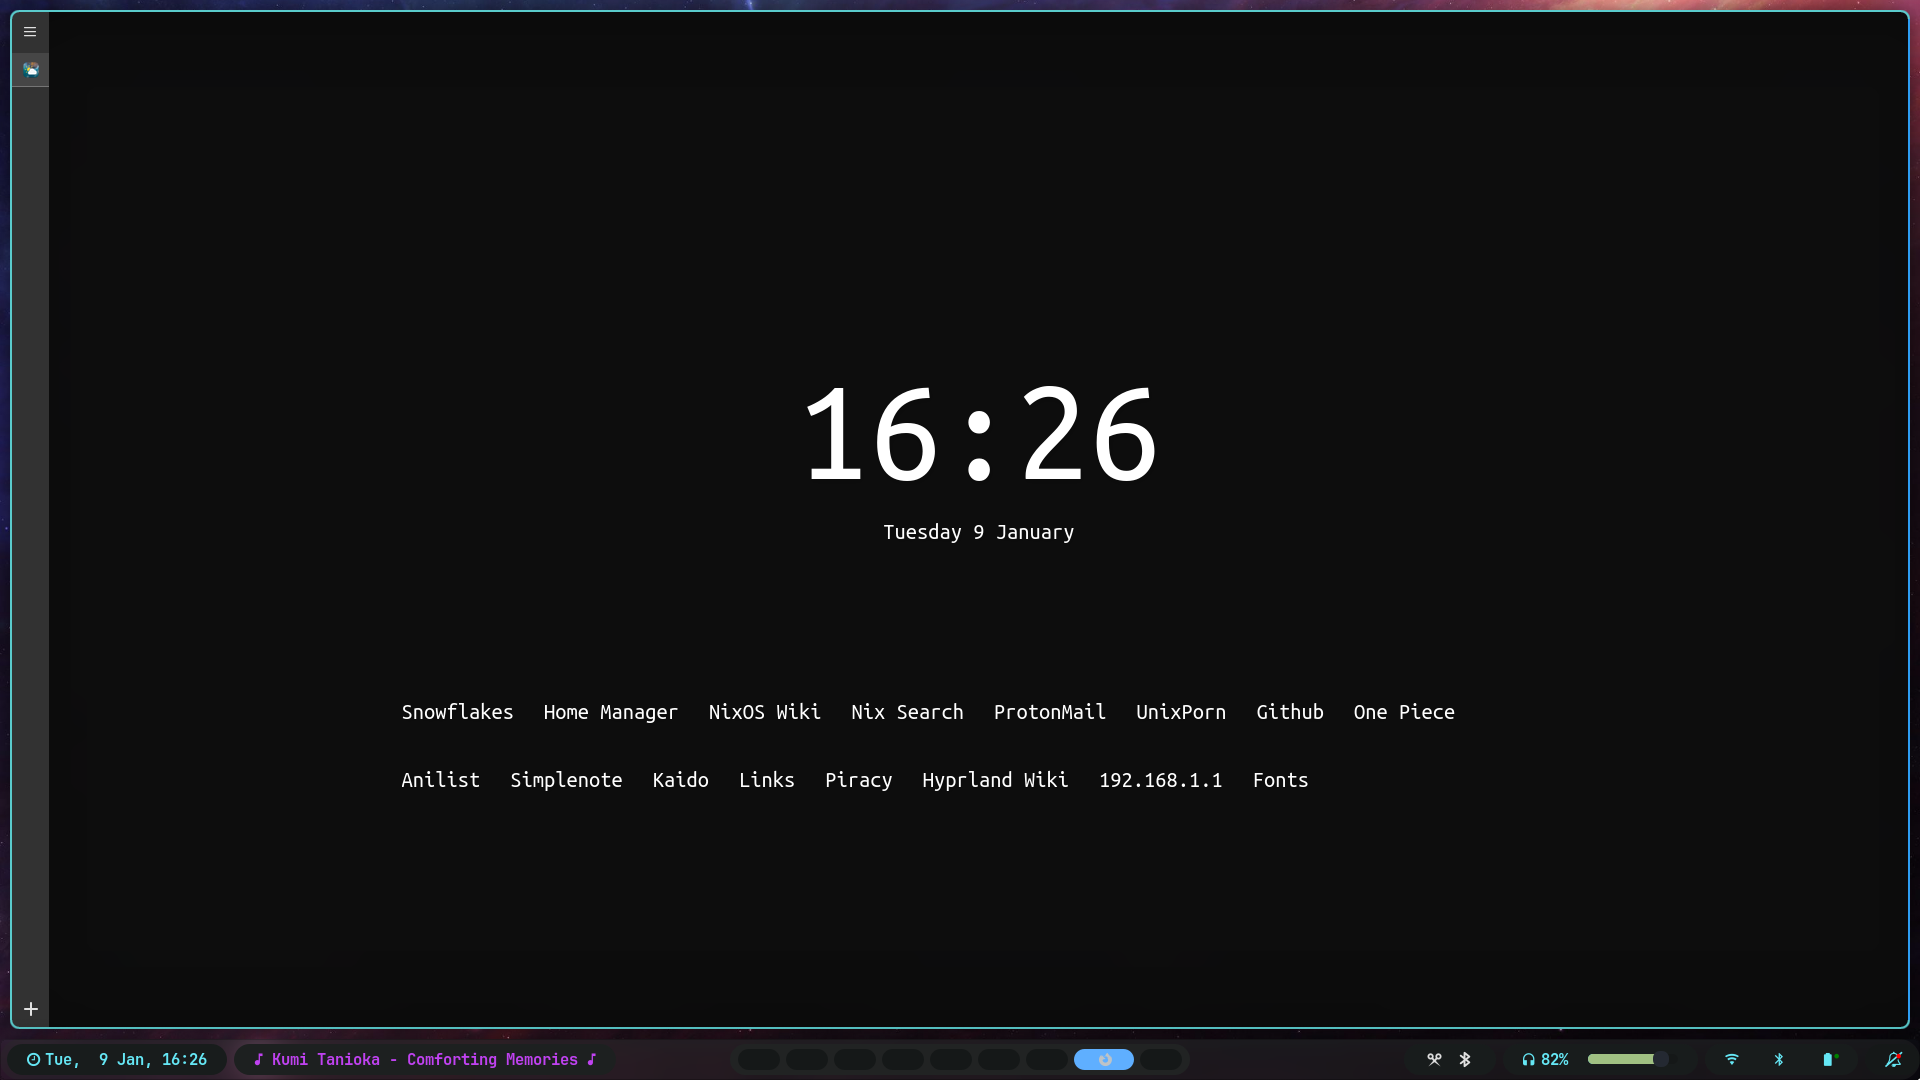 16:26
Tuesday 9 January
Snowflakes Home Manager NixOS Wiki Nix Search ProtonMail UnixPorn Github One Piece
Anilist Simplenote Kaido Links Piracy Hyprland Wiki 192.168.1.1 Fonts
Tue, 9 Jan, 16:26 ♪ Kumi Tanioka - Comforting Memories ♪ 82%